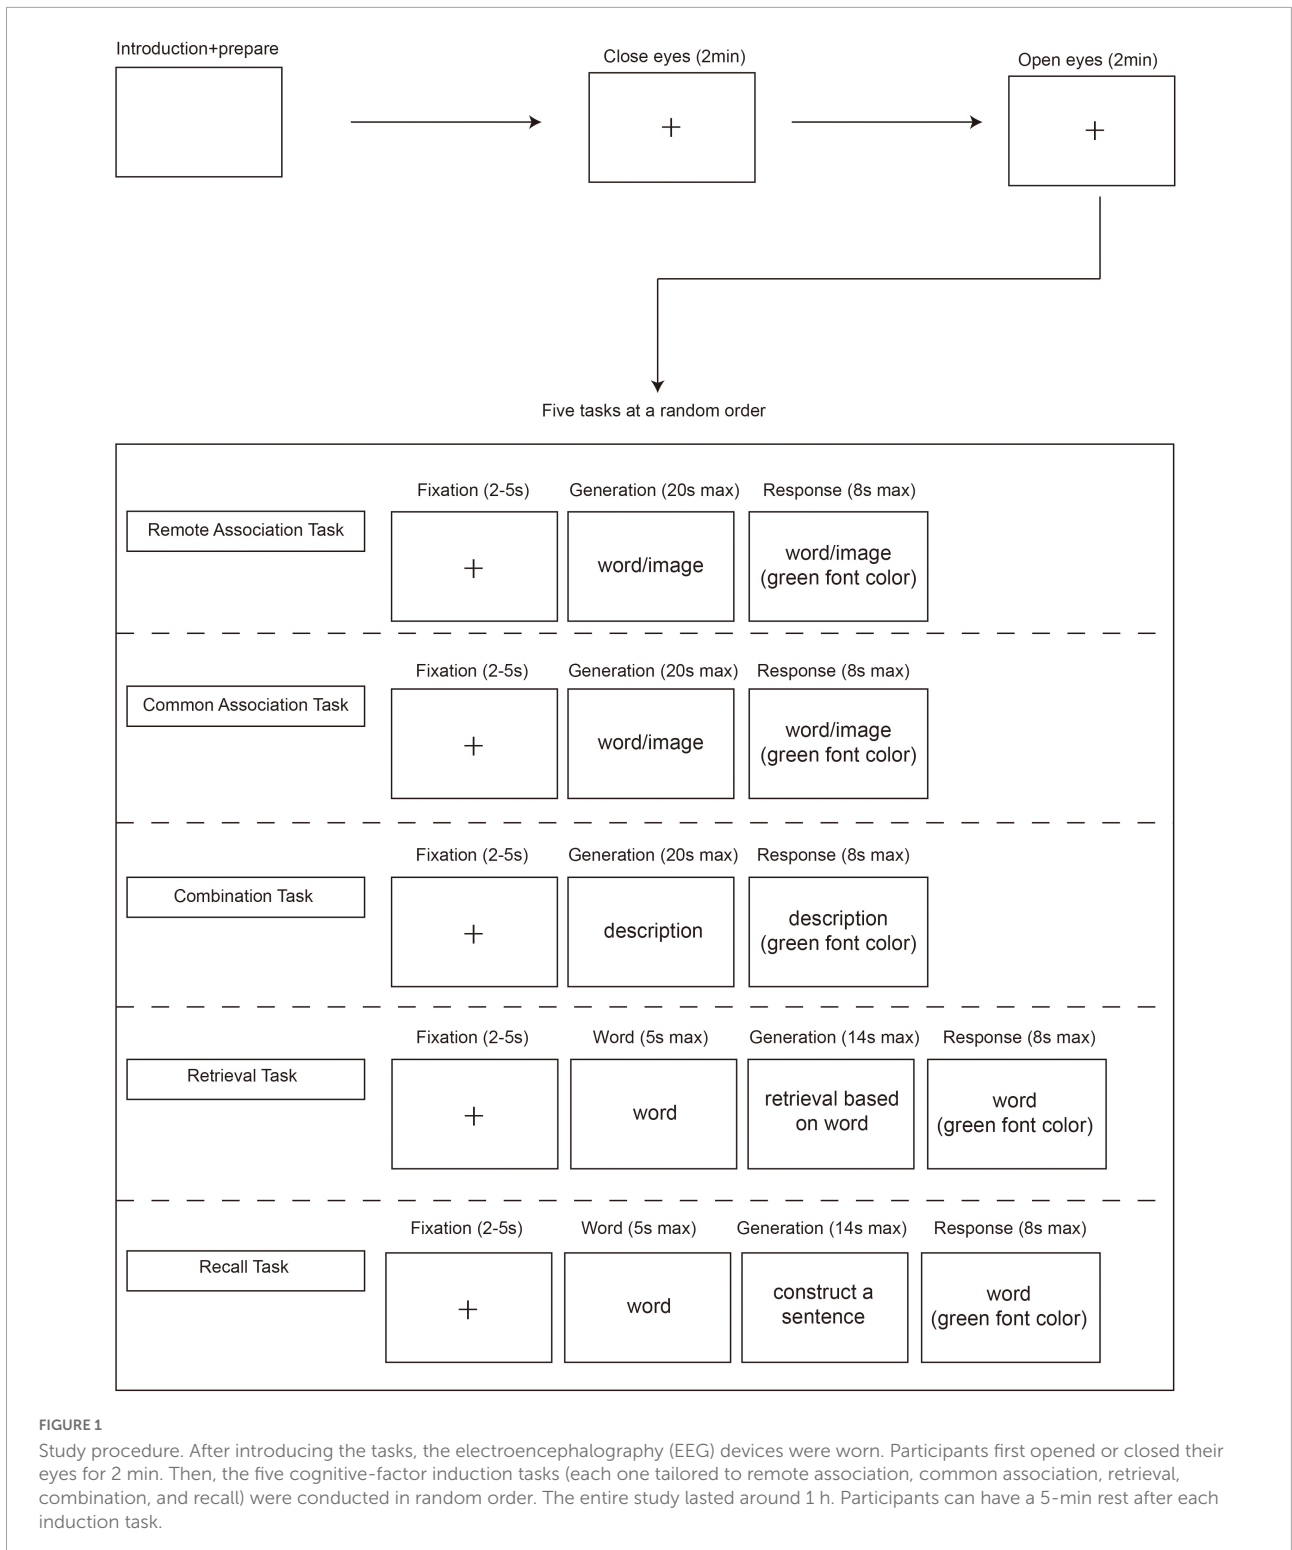 Introduction+prepare
Close eyes (2min)
Open eyes (2min)
Five tasks at a random order
Fixation (2-5s)
Generation (20s max)
Response (8s max)
Remote Association Task
word/image
word/image
(green font color)
Fixation (2-5s)
Generation (20s max)
Response (8s max)
Common Association Task
word/image
word/image
(green font color)
Fixation (2-5s)
Generation (20s max)
Response (8s max)
Combination Task
description
description
(green font color)
Fixation (2-5s)
Word (5s max)
Generation (14s max)
Response (8s max)
Retrieval Task
word
retrieval based
on word
word
(green font color)
Fixation (2-5s)
Word (5s max)
Generation (14s max)
Response (8s max)
Recall Task
word
construct a
sentence
word
(green font color)
FIGURE 1
Study procedure. After introducing the tasks, the electroencephalography (EEG) devices were worn. Participants first opened or closed their
eyes for 2 min. Then, the five cognitive-factor induction tasks (each one tailored to remote association, common association, retrieval,
combination, and recall) were conducted in random order. The entire study lasted around 1 h. Participants can have a 5-min rest after each
induction task.